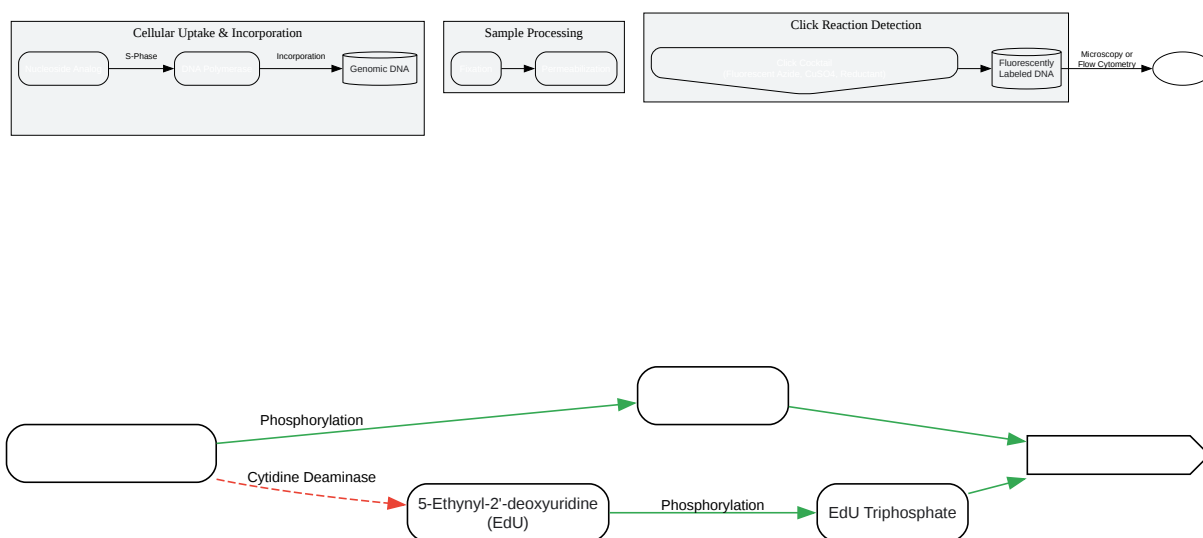 Cellular Uptake & Incorporation
S-Phase
Incorporation
Genomic DNA
Sample Processing
Click Reaction Detection
Fluorescently
Labeled DNA
Microscopy or
Flow Cytometry
Phosphorylation
Cytidine Deaminase
5-Ethynyl-2'-deoxyuridine
(EdU)
Phosphorylation
EdU Triphosphate